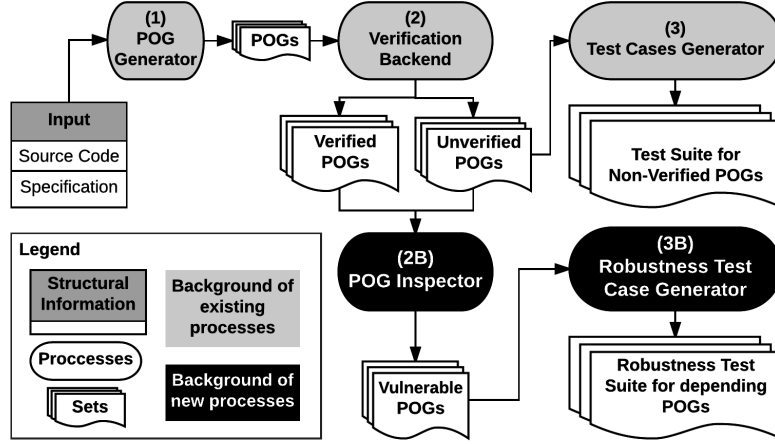 (1)
POG
Generator
POGs
(2)
Verification
Backend
(3)
Test Cases Generator
Input
Source Code
Specification
Verified
POGs
Unverified
POGs
Test Suite for
Non-Verified POGs
Legend
Structural
Information
Proccesses
Sets
Background of
existing
processes
Background of
new processes
(2B)
POG Inspector
(3B)
Robustness Test
Case Generator
Vulnerable
POGs
Robustness Test
Suite for depending
POGs